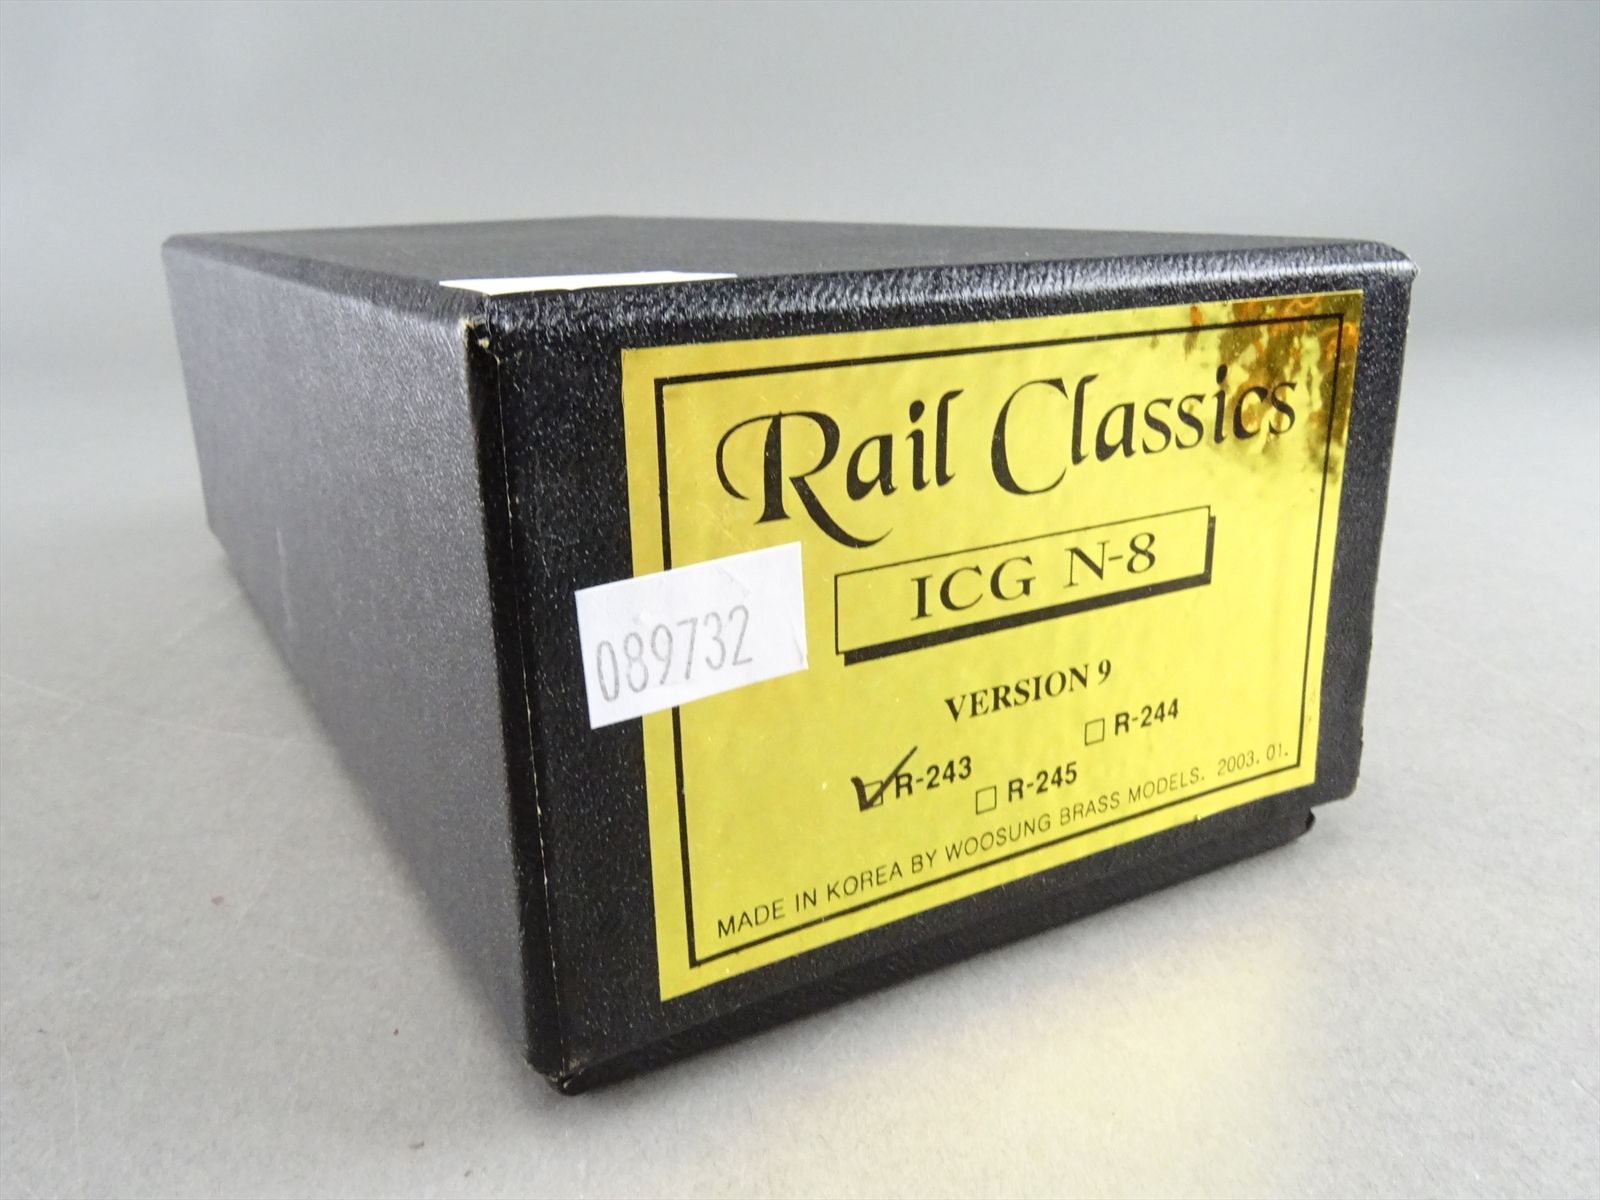 Rail Classics
ICG N-8
089732
VERSION 9
R-243
R-244
R-245
MADE IN KOREA BY WOOSUNG BRASS MODELS. 2003. 01.